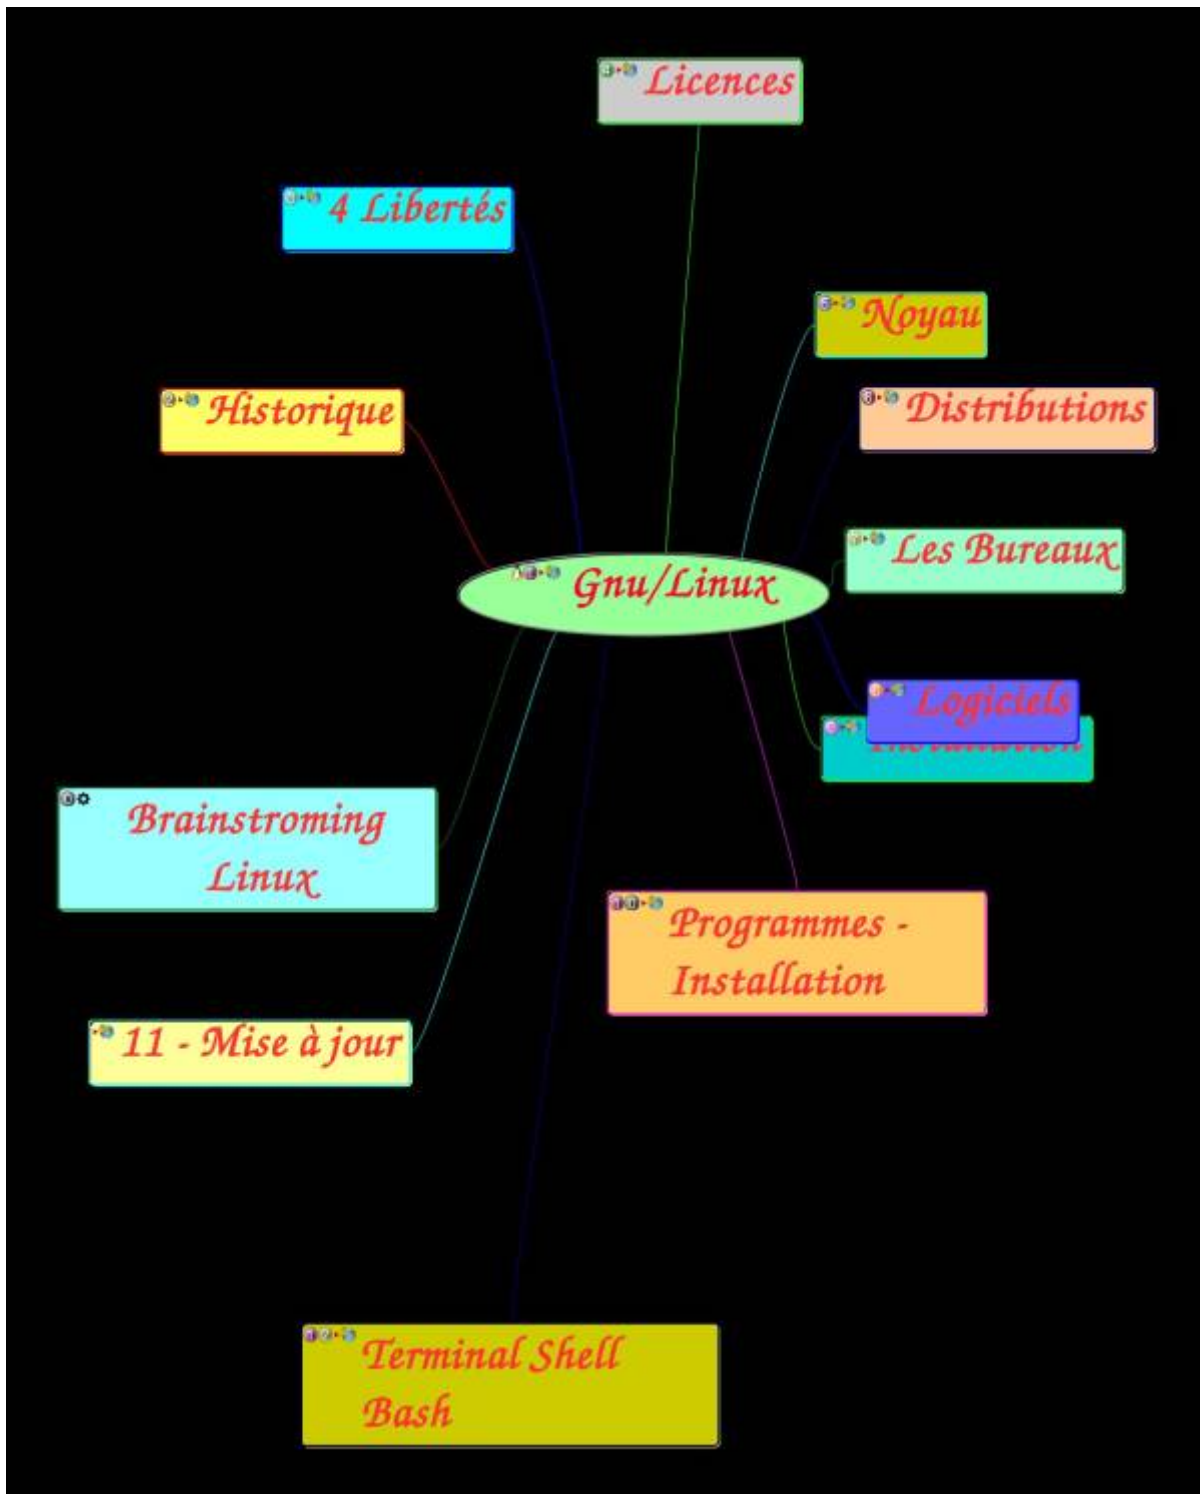 Licences
4 Libertés
Noyau
Historique
Distributions
Les Bureaux
Gnu/Linux
Logiciels
Brainstroming
Linux
Programmes -
Installation
11 - Mise à jour
Terminal Shell
Bash